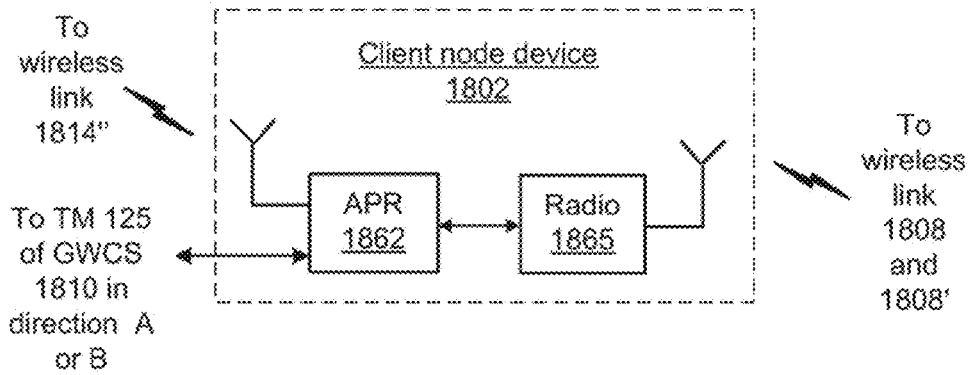 To
wireless
link
1814"
Client node device
1802
To
wireless
link
1808
and
1808'
APR
1862
Radio
1865
To TM 125
of GWCS
1810 in
direction A
or B